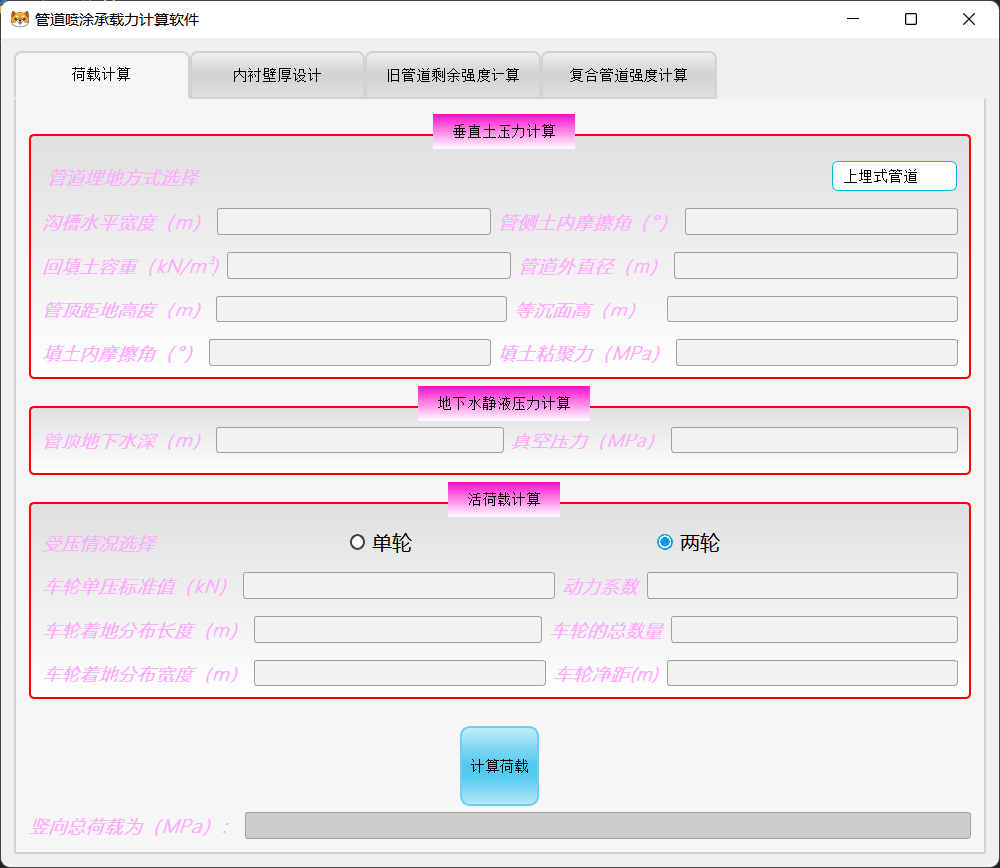 管道喷涂承载力计算软件
荷载计算 内衬壁厚设计 旧管道剩余强度计算 复合管道强度计算
垂直土压力计算
管道埋地方式选择 上埋式管道
沟槽水平宽度（m） 管侧土内摩擦角（°）
回填土容重（kN/m³) 管道外直径（m）
管顶距地高度（m） 等沉面高（m）
填土内摩擦角（°） 填土粘聚力（MPa）
地下水静液压力计算
管顶地下水深（m） 真空压力（MPa）
活荷载计算
受压情况选择 单轮 两轮
车轮单压标准值（kN） 动力系数
车轮着地分布长度（m） 车轮的总数量
车轮着地分布宽度（m） 车轮净距(m)
计算荷载
竖向总荷载为（MPa）：